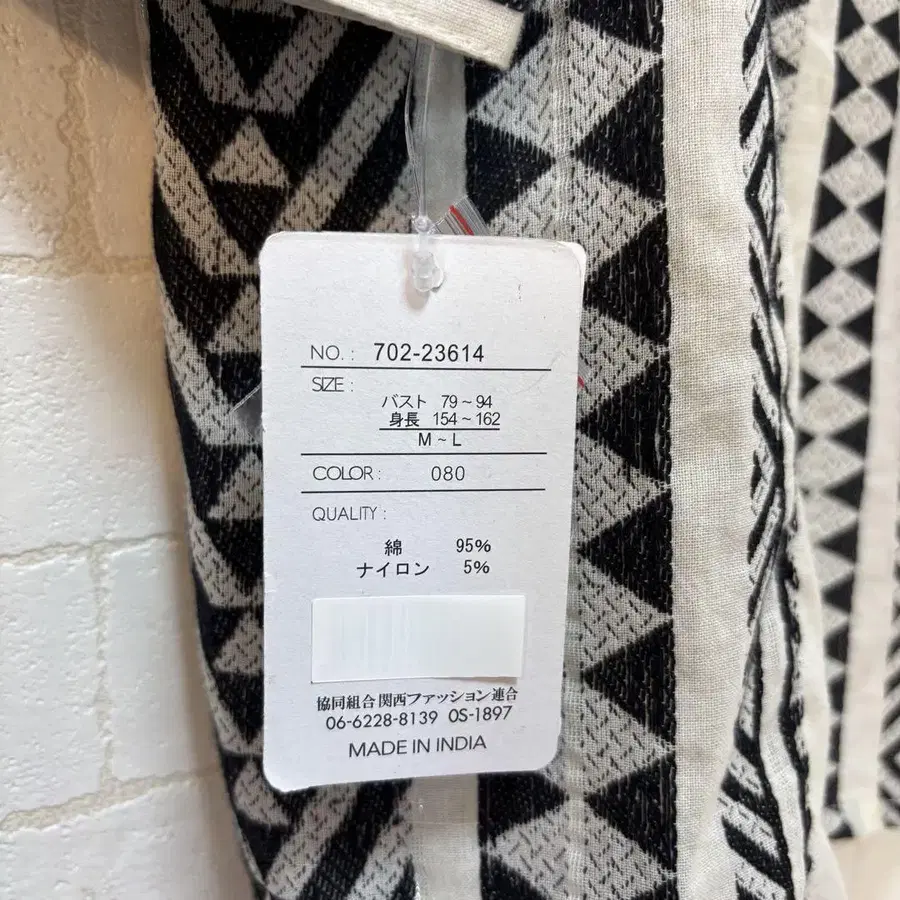 NO. : 702-23614
SIZE :
バスト 79～94
身長 154～162
M～L
COLOR : 080
QUALITY :
綿 95%
ナイロン 5%
協同組合 関西ファッション連合
06-6228-8139 OS-1897
MADE IN INDIA